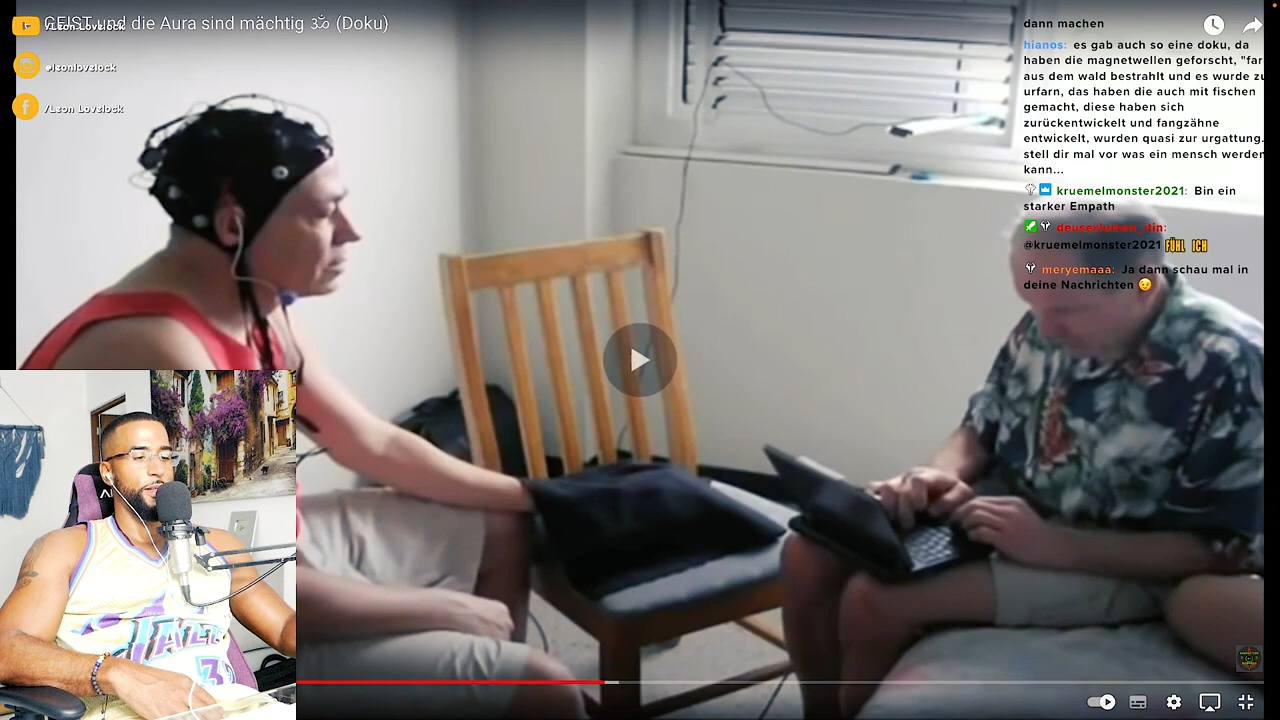 GEIST und die Aura sind mächtig ॐ (Doku)
/Leon Lovelock
@leonlovelock
/Leon Lovelock
dann machen
hianos: es gab auch so eine doku, da
haben die magnetwellen geforscht, "far
aus dem wald bestrahlt und es wurde zu
urfarn, das haben die auch mit fischen
gemacht, diese haben sich
zurückentwickelt und fangzähne
entwickelt, wurden quasi zur urgattung.
stell dir mal vor was ein mensch werden
kann...
kruemelmonster2021: Bin ein
starker Empath
@kruemelmonster2021 FÜHL ICH
meryemaaa: Ja dann schau mal in
deine Nachrichten